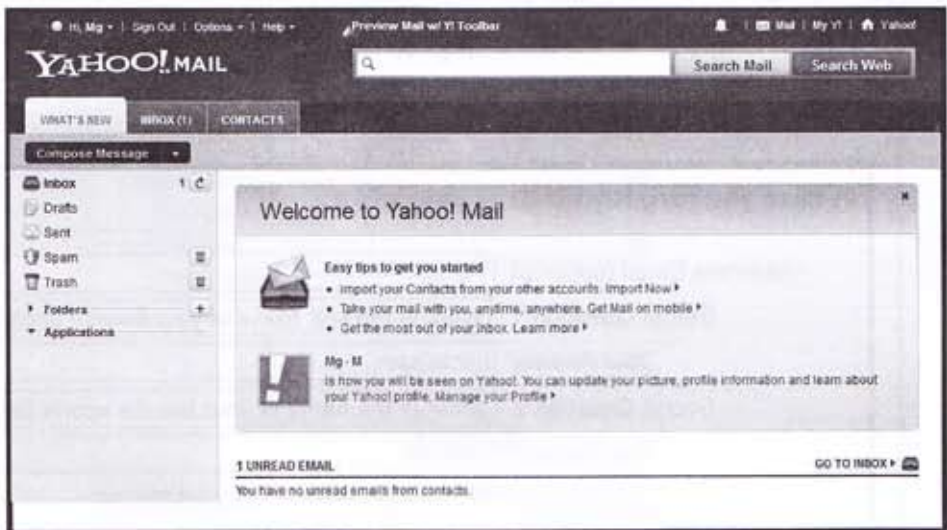 Hi, Mg | Sign Out | Options | Help
Preview Mail w/ Y! Toolbar
Mail | My Y! | Yahoo!
YAHOO! MAIL
Search Mail
Search Web
WHAT'S NEW
INBOX (1)
CONTACTS
Compose Message
Inbox 1
Drafts
Sent
Spam
Trash
Folders +
Applications
Welcome to Yahoo! Mail
Easy tips to get you started
• Import your Contacts from your other accounts. Import Now
• Take your mail with you, anytime, anywhere. Get Mail on mobile
• Get the most out of your inbox. Learn more
Mg - M
is how you will be seen on Yahoo!. You can update your picture, profile information and learn about
your Yahoo! profile. Manage your Profile
1 UNREAD EMAIL
GO TO INBOX
You have no unread emails from contacts.